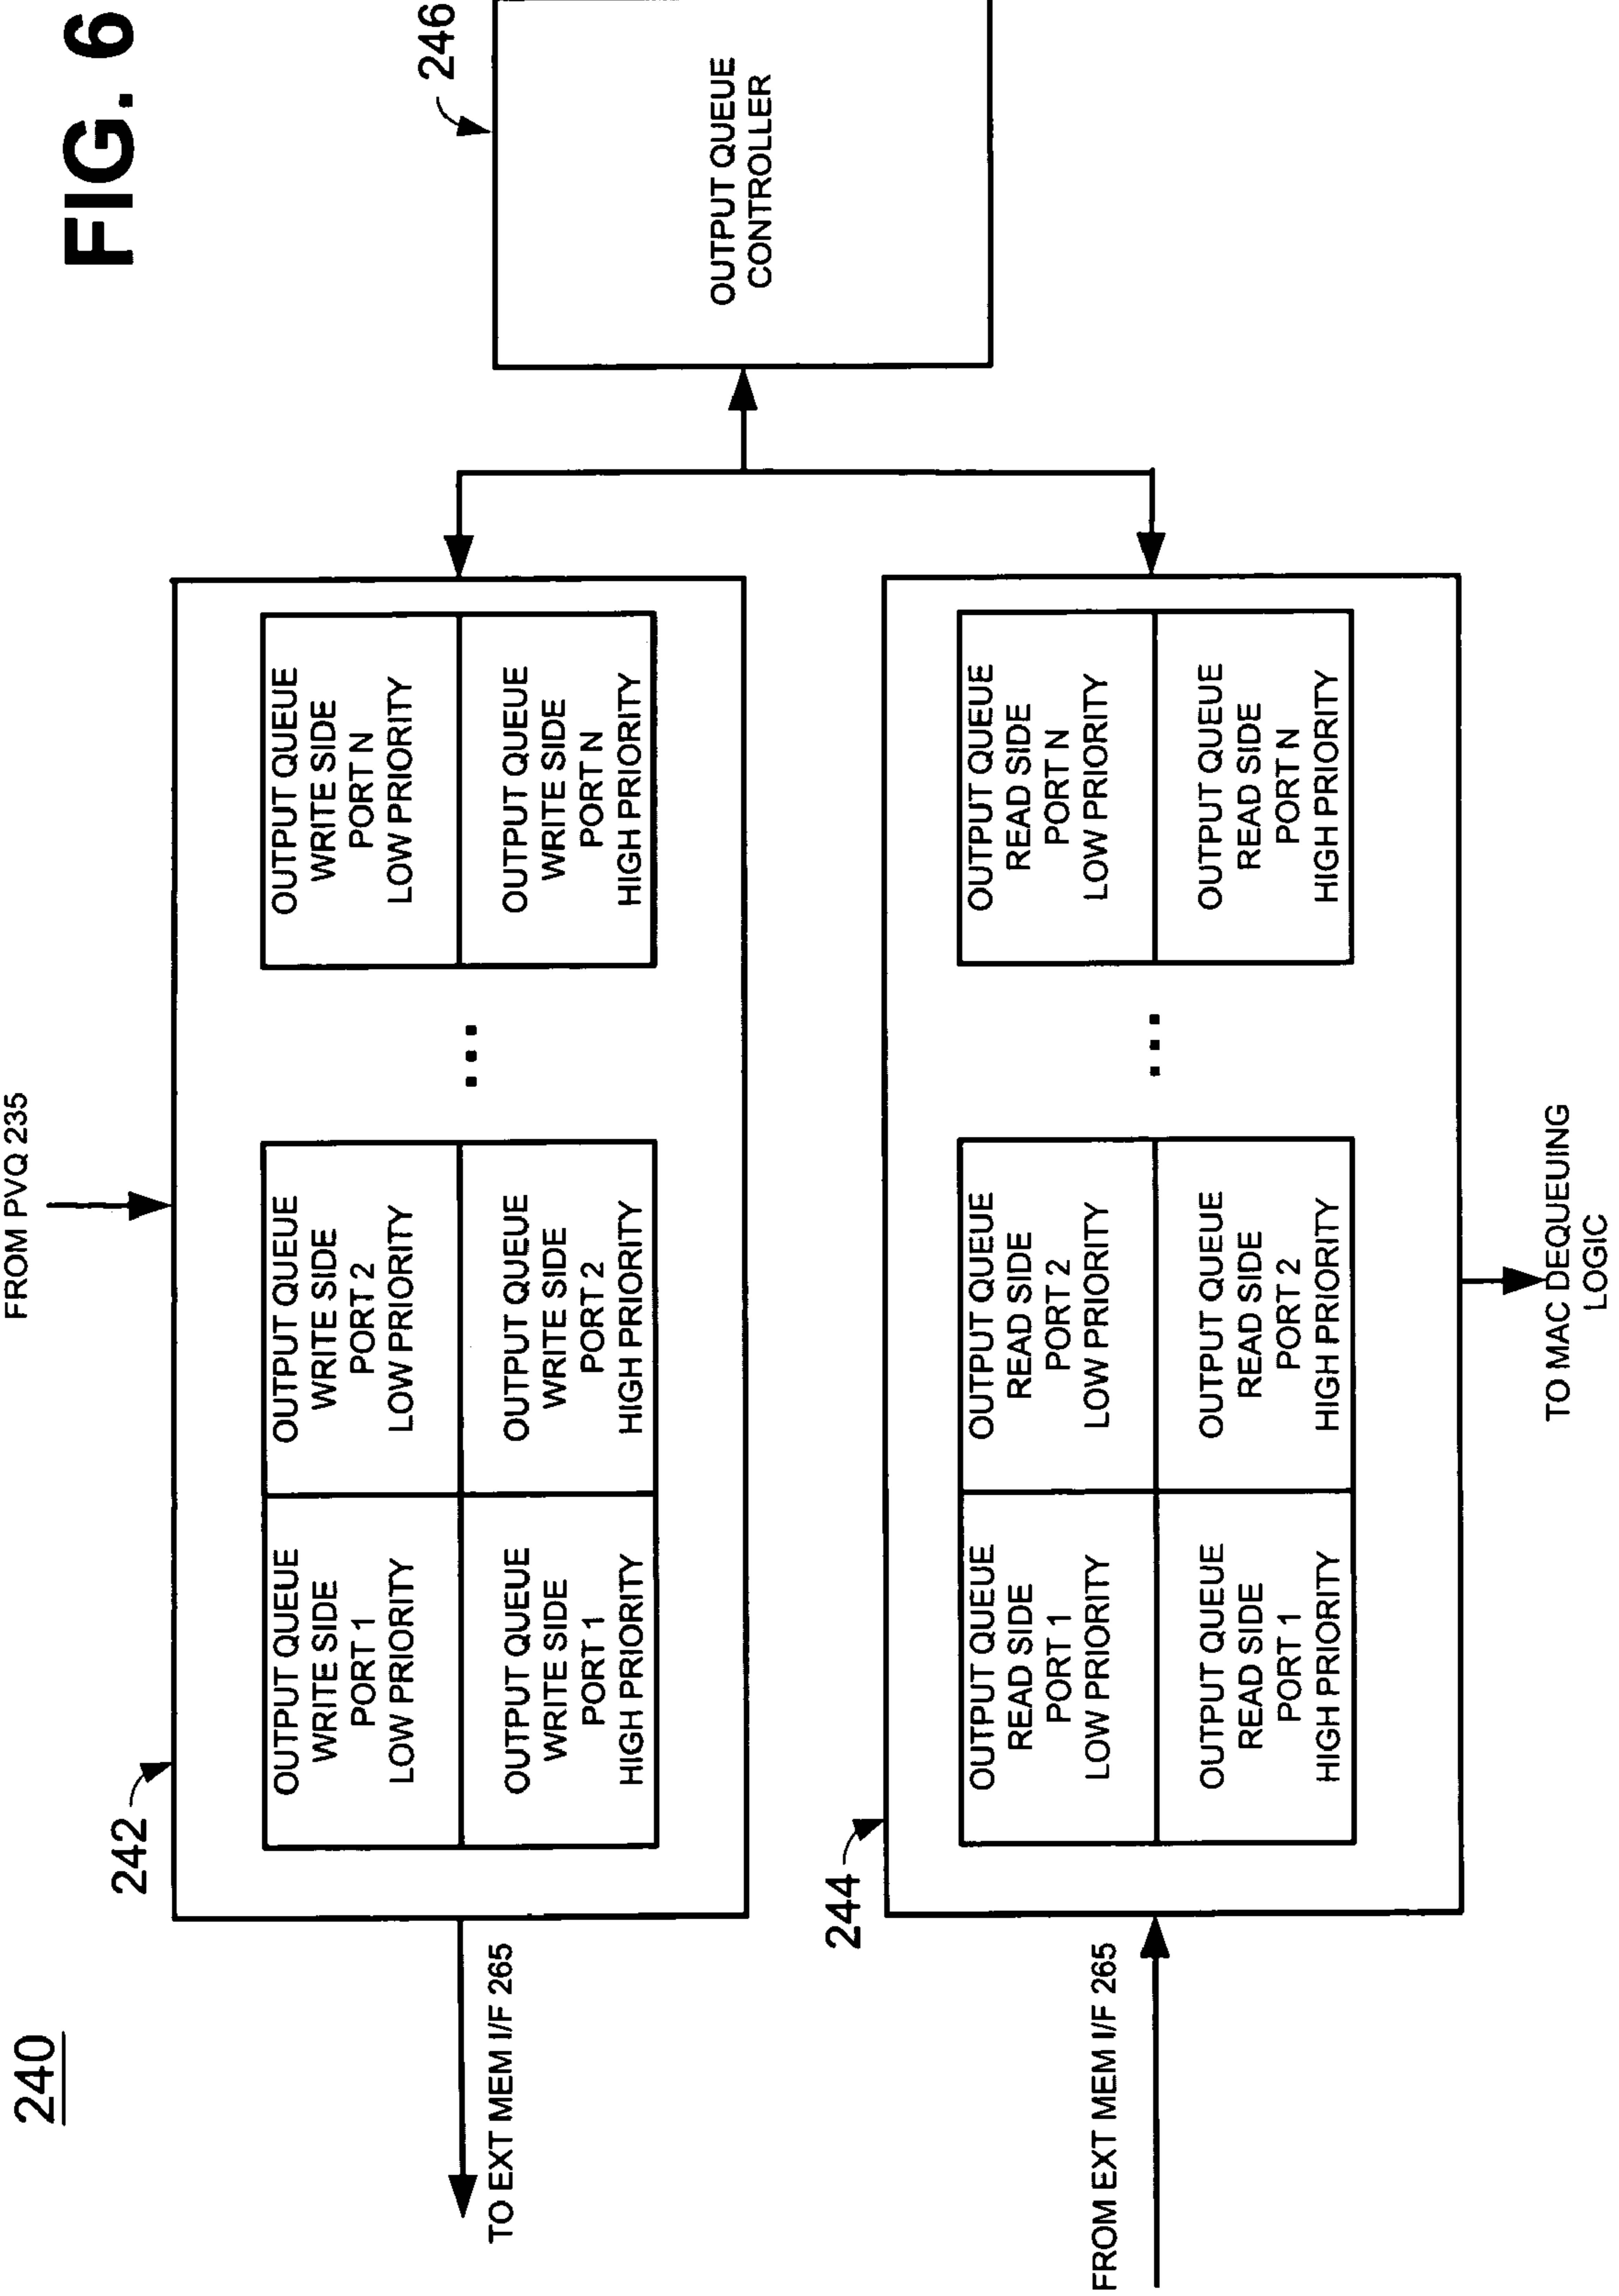 FIG. 6
240
FROM PVQ 235
242
OUTPUT QUEUE
WRITE SIDE
PORT 1
LOW PRIORITY
OUTPUT QUEUE
WRITE SIDE
PORT 2
LOW PRIORITY
...
OUTPUT QUEUE
WRITE SIDE
PORT N
LOW PRIORITY
OUTPUT QUEUE
WRITE SIDE
PORT 1
HIGH PRIORITY
OUTPUT QUEUE
WRITE SIDE
PORT 2
HIGH PRIORITY
OUTPUT QUEUE
WRITE SIDE
PORT N
HIGH PRIORITY
TO EXT MEM I/F 265
246
OUTPUT QUEUE
CONTROLLER
244
OUTPUT QUEUE
READ SIDE
PORT 1
LOW PRIORITY
OUTPUT QUEUE
READ SIDE
PORT 2
LOW PRIORITY
...
OUTPUT QUEUE
READ SIDE
PORT N
LOW PRIORITY
OUTPUT QUEUE
READ SIDE
PORT 1
HIGH PRIORITY
OUTPUT QUEUE
READ SIDE
PORT 2
HIGH PRIORITY
OUTPUT QUEUE
READ SIDE
PORT N
HIGH PRIORITY
FROM EXT MEM I/F 265
TO MAC DEQUEUING
LOGIC